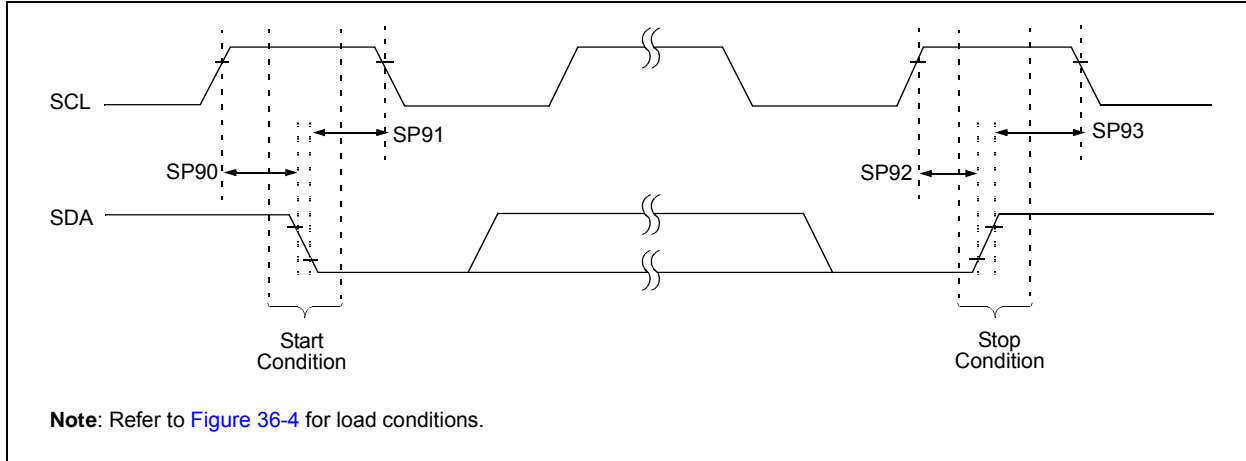 SCL
SP91
SP93
SP90
SP92
SDA
Start
Condition
Stop
Condition
Note: Refer to Figure 36-4 for load conditions.